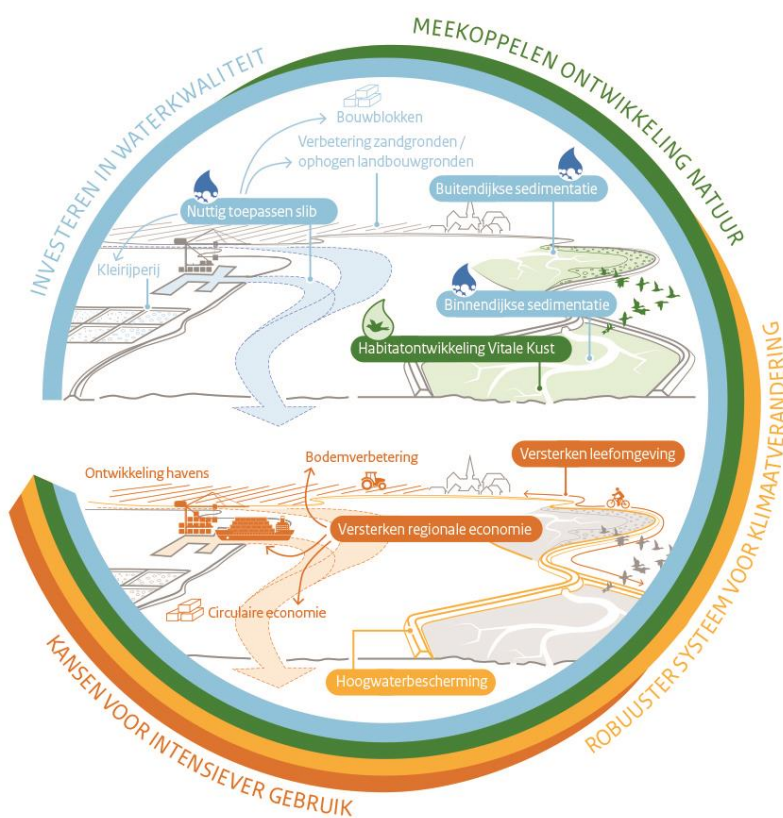 INVESTEREN IN WATERKWALITEIT
MEEKOPPELEN ONTWIKKELING NATUUR
ROBUUSTER SYSTEEM VOOR KLIMAATVERANDERING
KANSEN VOOR INTENSIEVER GEBRUIK
Bouwblokken
Verbetering zandgronden /
ophogen landbouwgronden
Buitendijkse sedimentatie
Nuttig toepassen slib
Kleirijperij
Binnendijkse sedimentatie
Habitatontwikkeling Vitale Kust
Bodemverbetering
Versterken leefomgeving
Ontwikkeling havens
Versterken regionale economie
Circulaire economie
Hoogwaterbescherming